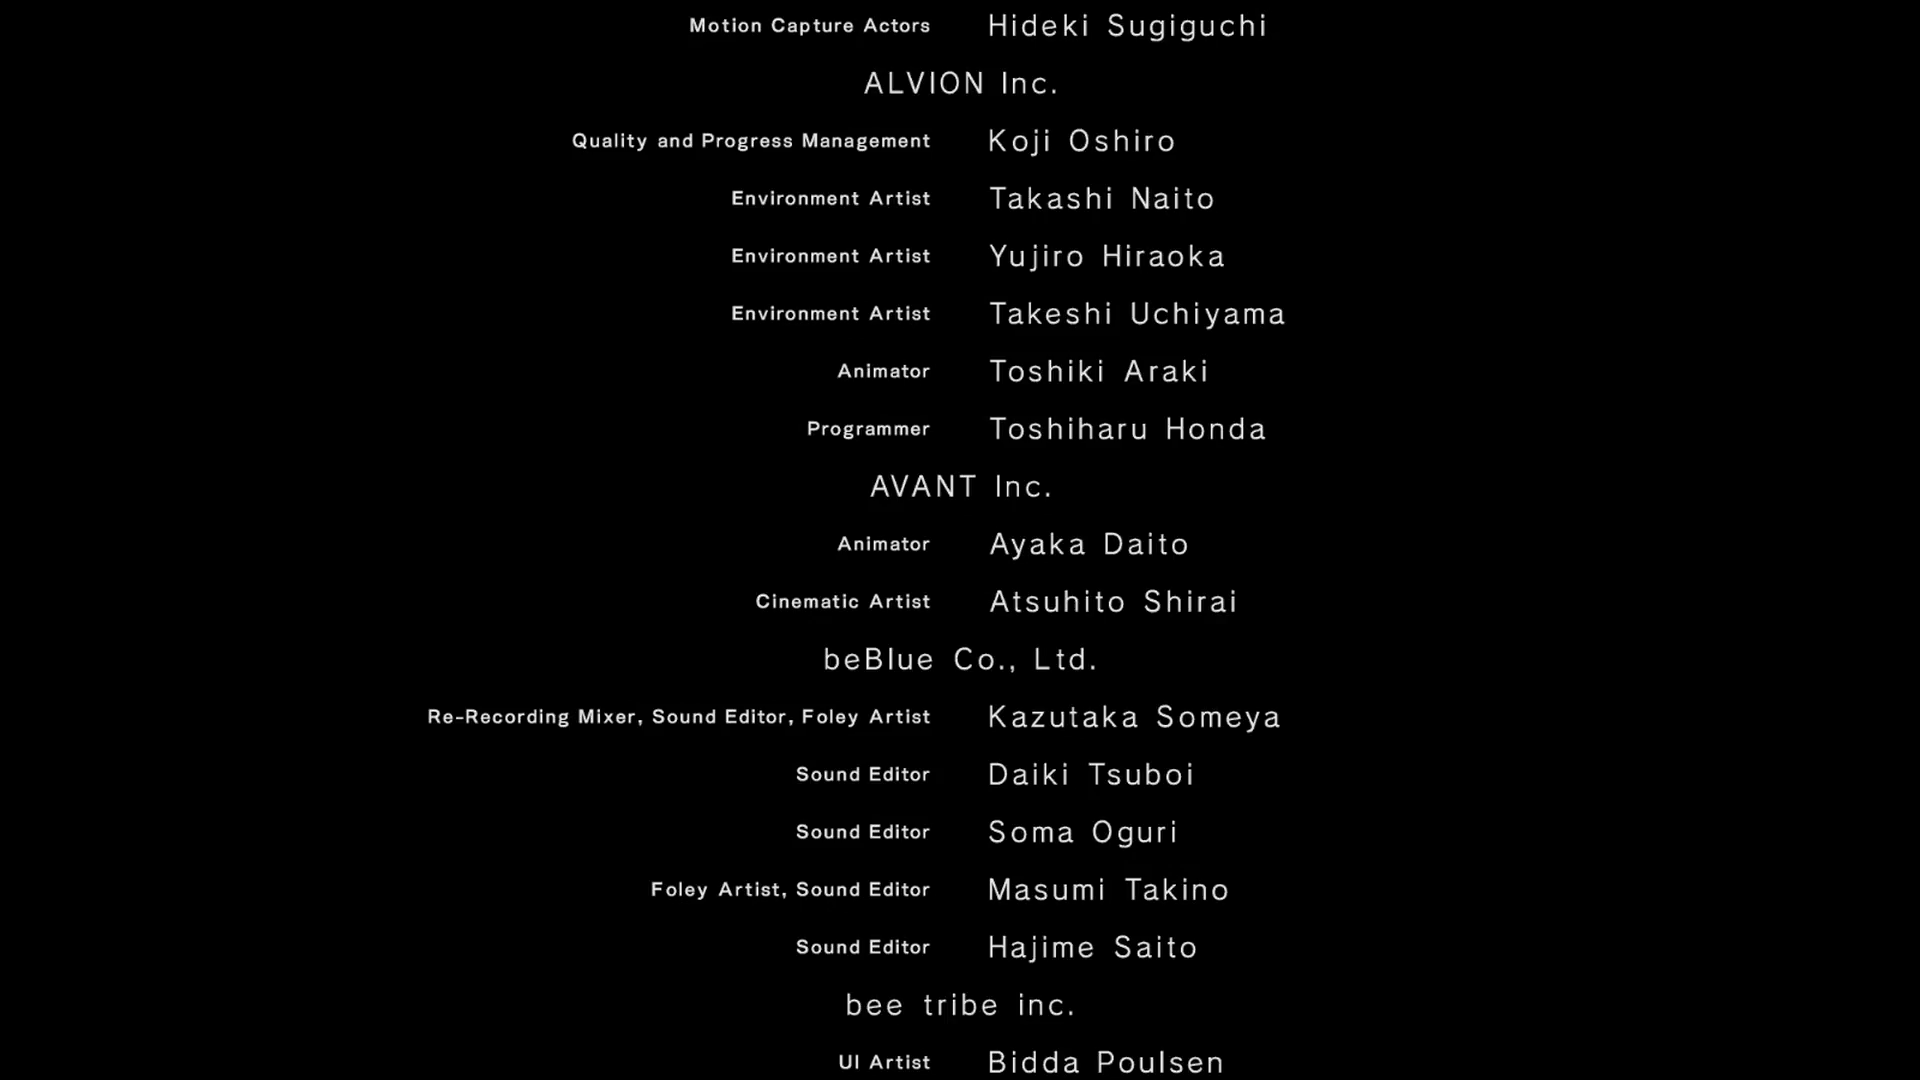 Motion Capture Actors Hideki Sugiguchi
ALVION Inc.
Quality and Progress Management Koji Oshiro
Environment Artist Takashi Naito
Environment Artist Yujiro Hiraoka
Environment Artist Takeshi Uchiyama
Animator Toshiki Araki
Programmer Toshiharu Honda
AVANT Inc.
Animator Ayaka Daito
Cinematic Artist Atsuhito Shirai
beBlue Co., Ltd.
Re-Recording Mixer, Sound Editor, Foley Artist Kazutaka Someya
Sound Editor Daiki Tsuboi
Sound Editor Soma Oguri
Foley Artist, Sound Editor Masumi Takino
Sound Editor Hajime Saito
bee tribe inc.
UI Artist Bidda Poulsen